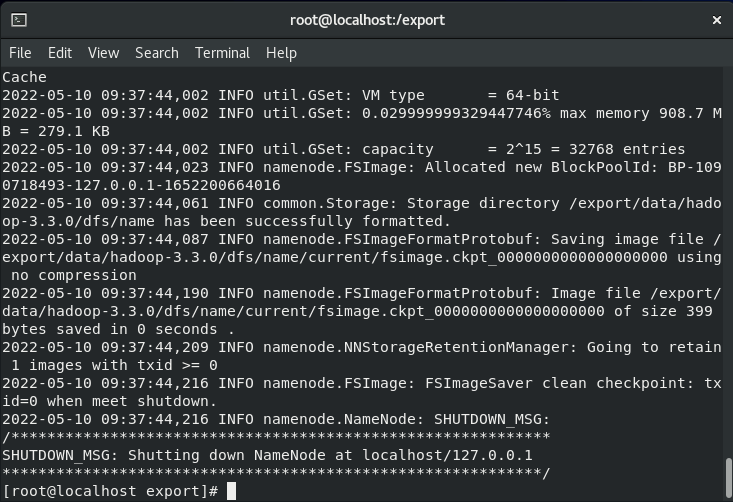 root@localhost:/export
×
File Edit View Search Terminal Help
Cache
2022-05-10 09:37:44,002 INFO util.GSet: VM type       = 64-bit
2022-05-10 09:37:44,002 INFO util.GSet: 0.029999999329447746% max memory 908.7 M
B = 279.1 KB
2022-05-10 09:37:44,002 INFO util.GSet: capacity      = 2^15 = 32768 entries
2022-05-10 09:37:44,023 INFO namenode.FSImage: Allocated new BlockPoolId: BP-109
0718493-127.0.0.1-1652200664016
2022-05-10 09:37:44,061 INFO common.Storage: Storage directory /export/data/hado
op-3.3.0/dfs/name has been successfully formatted.
2022-05-10 09:37:44,087 INFO namenode.FSImageFormatProtobuf: Saving image file /
export/data/hadoop-3.3.0/dfs/name/current/fsimage.ckpt_0000000000000000000 using
 no compression
2022-05-10 09:37:44,190 INFO namenode.FSImageFormatProtobuf: Image file /export/
data/hadoop-3.3.0/dfs/name/current/fsimage.ckpt_0000000000000000000 of size 399 
bytes saved in 0 seconds .
2022-05-10 09:37:44,209 INFO namenode.NNStorageRetentionManager: Going to retain
 1 images with txid >= 0
2022-05-10 09:37:44,216 INFO namenode.FSImage: FSImageSaver clean checkpoint: tx
id=0 when meet shutdown.
2022-05-10 09:37:44,216 INFO namenode.NameNode: SHUTDOWN_MSG: 
/************************************************************
SHUTDOWN_MSG: Shutting down NameNode at localhost/127.0.0.1
************************************************************/
[root@localhost export]#